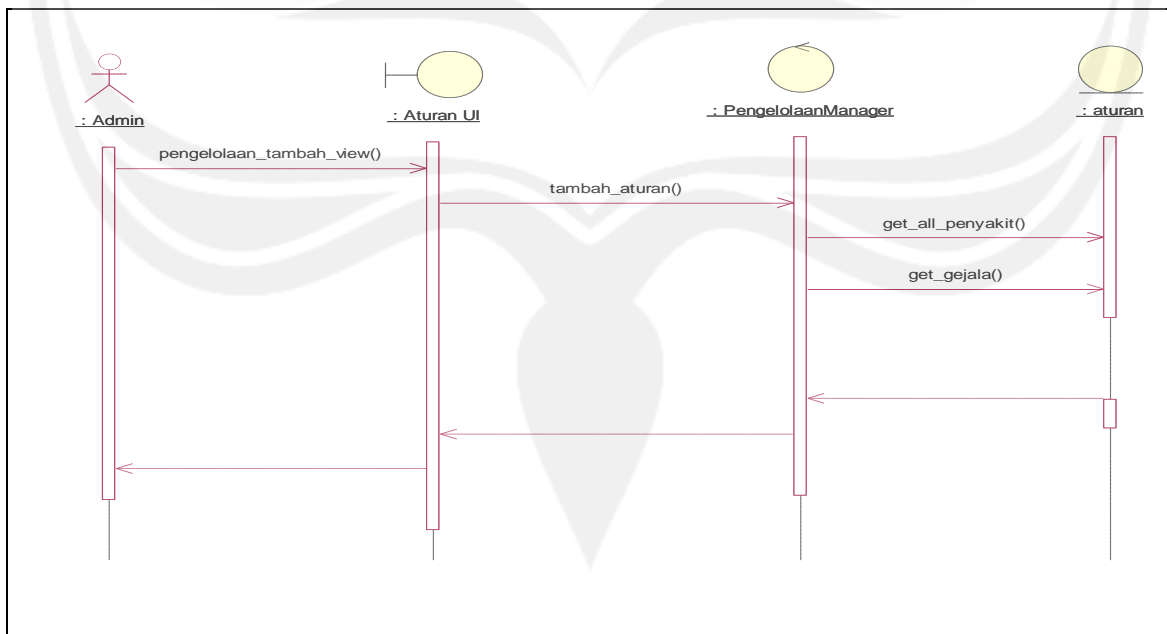 : Admin
: Aturan UI
: PengelolaanManager
: aturan
pengelolaan_tambah_view()
tambah_aturan()
get_all_penyakit()
get_gejala()